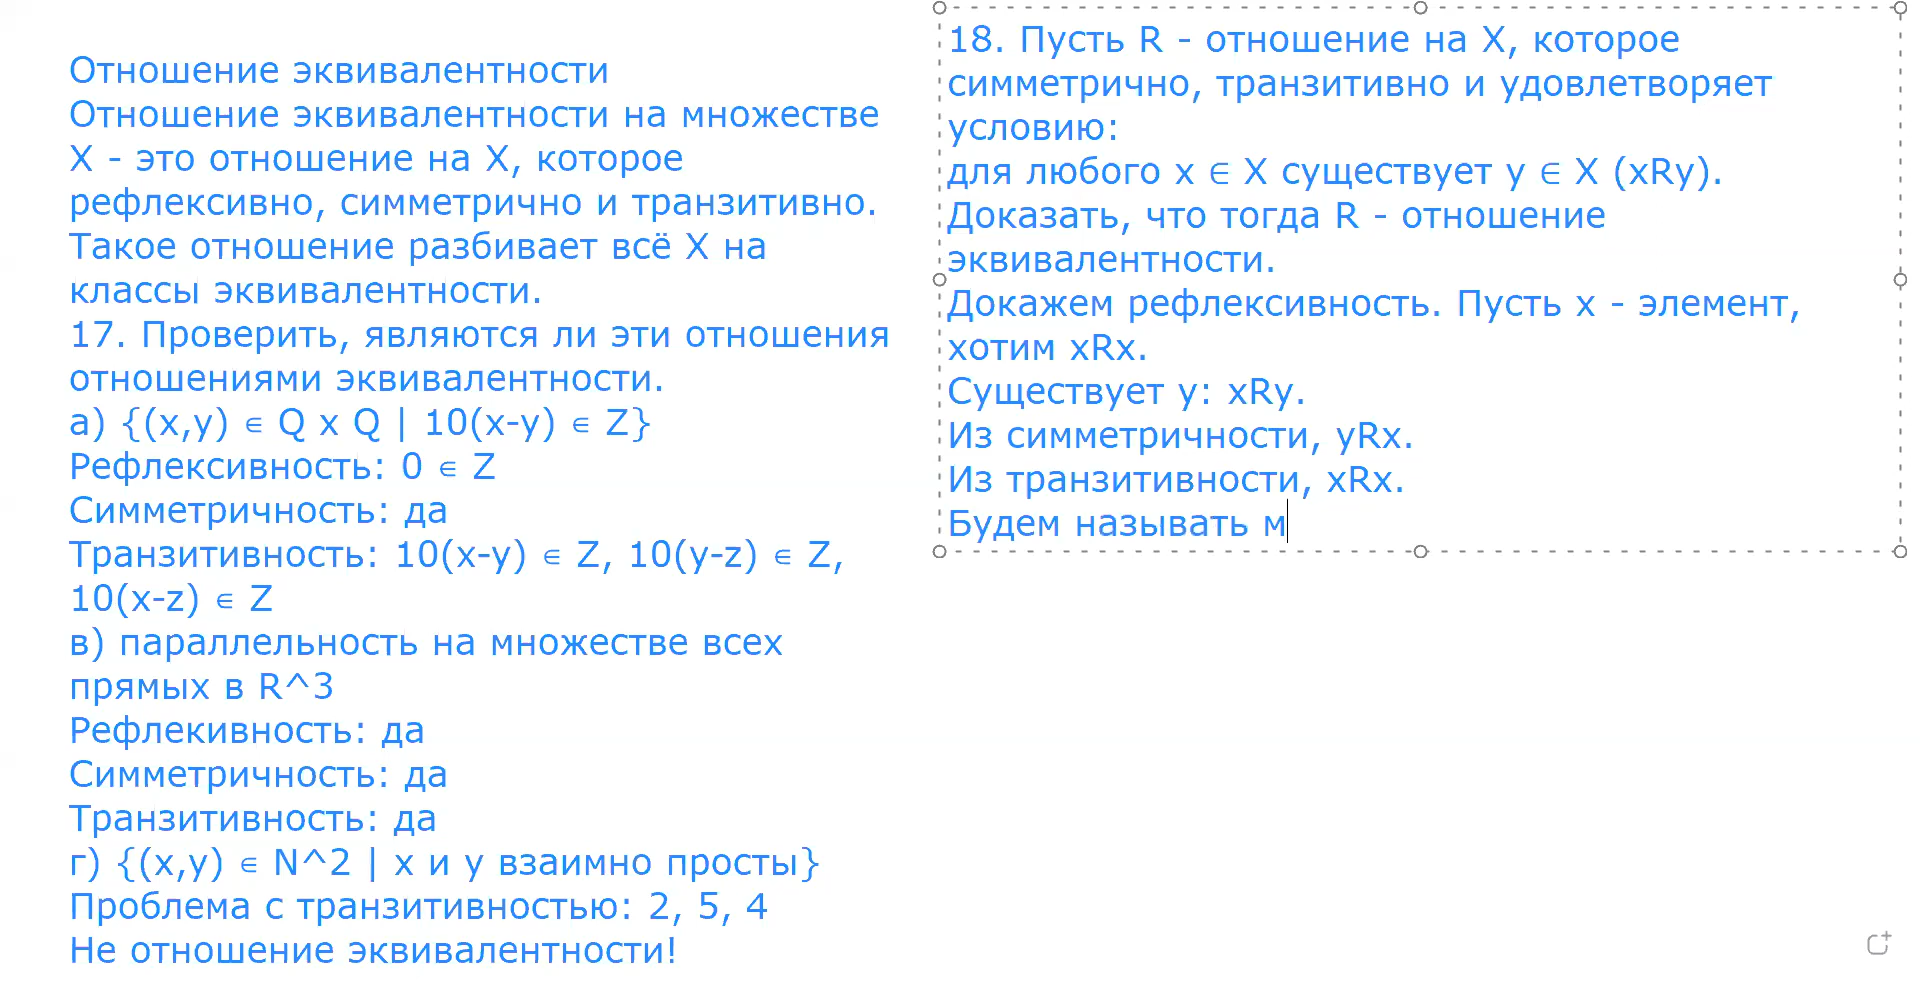 Отношение эквивалентности
Отношение эквивалентности на множестве
X - это отношение на X, которое
рефлексивно, симметрично и транзитивно.
Такое отношение разбивает всё X на
классы эквивалентности.
17. Проверить, являются ли эти отношения
отношениями эквивалентности.
а) {(x,y) ∈ Q x Q | 10(x-y) ∈ Z}
Рефлексивность: 0 ∈ Z
Симметричность: да
Транзитивность: 10(x-y) ∈ Z, 10(y-z) ∈ Z,
10(x-z) ∈ Z
в) параллельность на множестве всех
прямых в R^3
Рефлекивность: да
Симметричность: да
Транзитивность: да
г) {(x,y) ∈ N^2 | x и y взаимно просты}
Проблема с транзитивностью: 2, 5, 4
Не отношение эквивалентности!
18. Пусть R - отношение на X, которое
симметрично, транзитивно и удовлетворяет
условию:
для любого x ∈ X существует y ∈ X (xRy).
Доказать, что тогда R - отношение
эквивалентности.
Докажем рефлексивность. Пусть x - элемент,
хотим xRx.
Существует y: xRy.
Из симметричности, yRx.
Из транзитивности, xRx.
Будем называть м